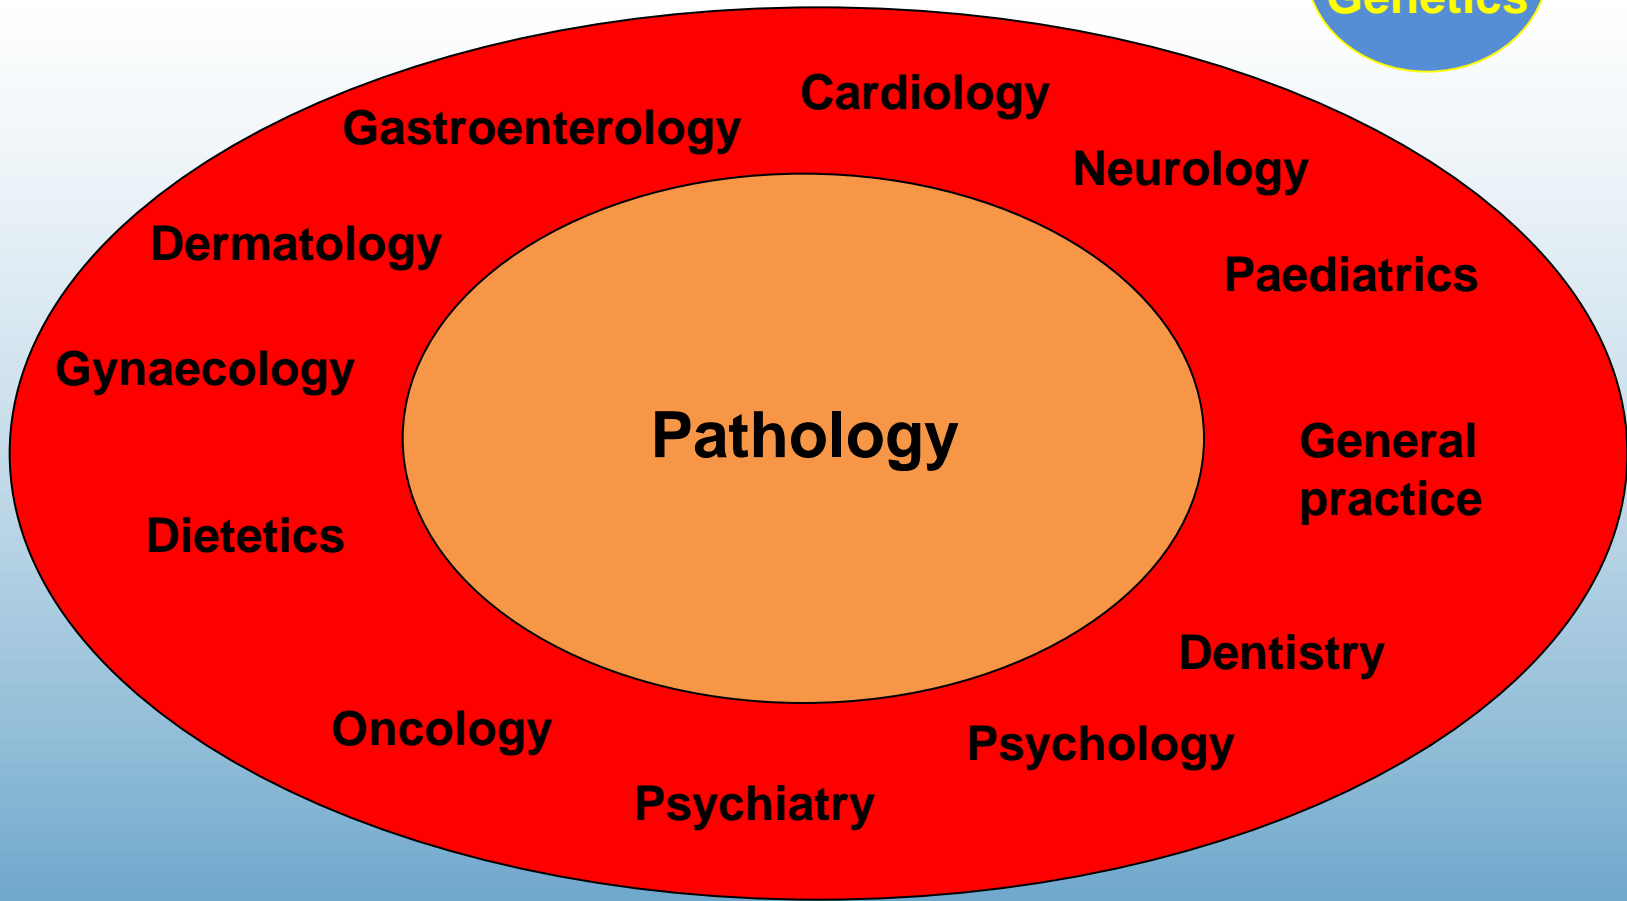 Genetics
Cardiology
Gastroenterology
Neurology
Dermatology
Paediatrics
Gynaecology
Pathology
General
practice
Dietetics
Dentistry
Oncology
Psychology
Psychiatry